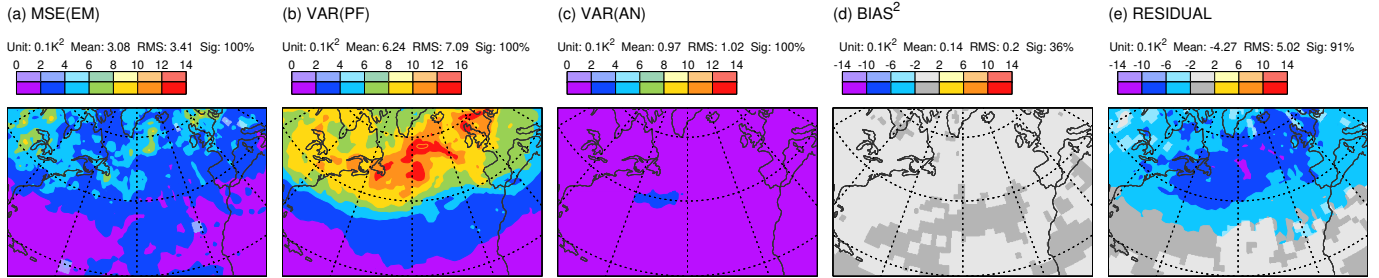 (a) MSE(EM)
Unit: 0.1K² Mean: 3.08 RMS: 3.41 Sig: 100%
0 2 4 6 8 10 12 14
(b) VAR(PF)
Unit: 0.1K² Mean: 6.24 RMS: 7.09 Sig: 100%
0 2 4 6 8 10 12 14 16
(c) VAR(AN)
Unit: 0.1K² Mean: 0.97 RMS: 1.02 Sig: 100%
0 2 4 6 8 10 12 14
(d) BIAS²
Unit: 0.1K² Mean: 0.14 RMS: 0.2 Sig: 36%
-14 -10 -6 -2 2 6 10 14
(e) RESIDUAL
Unit: 0.1K² Mean: -4.27 RMS: 5.02 Sig: 91%
-14 -10 -6 -2 2 6 10 14